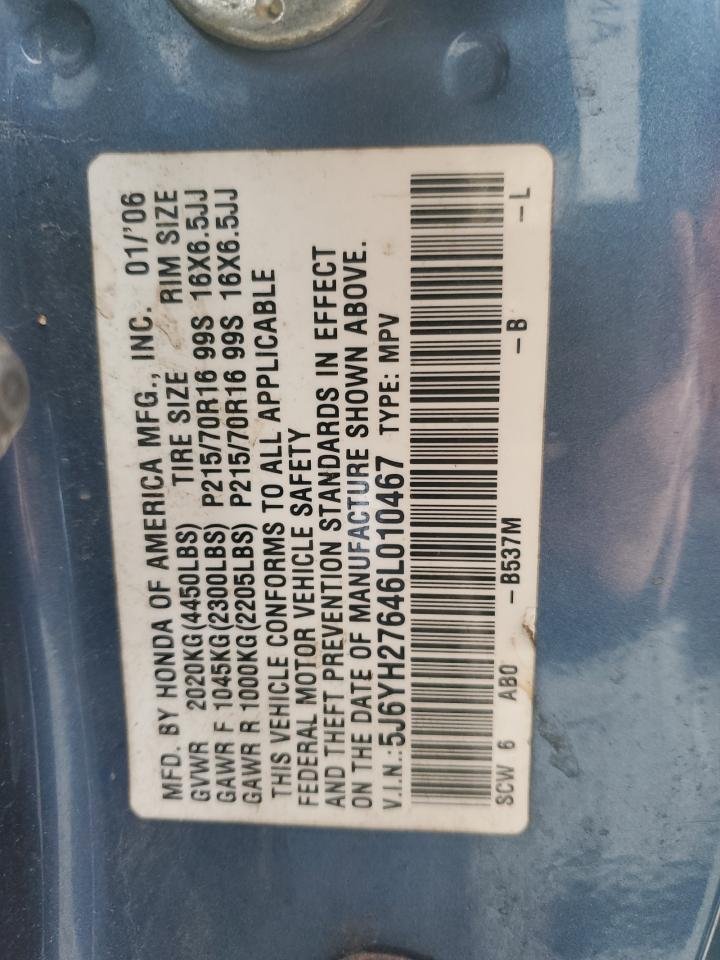 MFD. BY HONDA OF AMERICA MFG., INC. 01/'06
GVWR 2020KG(4450LBS) TIRE SIZE RIM SIZE
GAWR F 1045KG(2300LBS) P215/70R16 99S 16X6.5JJ
GAWR R 1000KG(2205LBS) P215/70R16 99S 16X6.5JJ
THIS VEHICLE CONFORMS TO ALL APPLICABLE
FEDERAL MOTOR VEHICLE SAFETY
AND THEFT PREVENTION STANDARDS IN EFFECT
ON THE DATE OF MANUFACTURE SHOWN ABOVE.
V.I.N.:5J6YH27646L010467 TYPE: MPV
SCW 6 AB0 -B537M -B -L